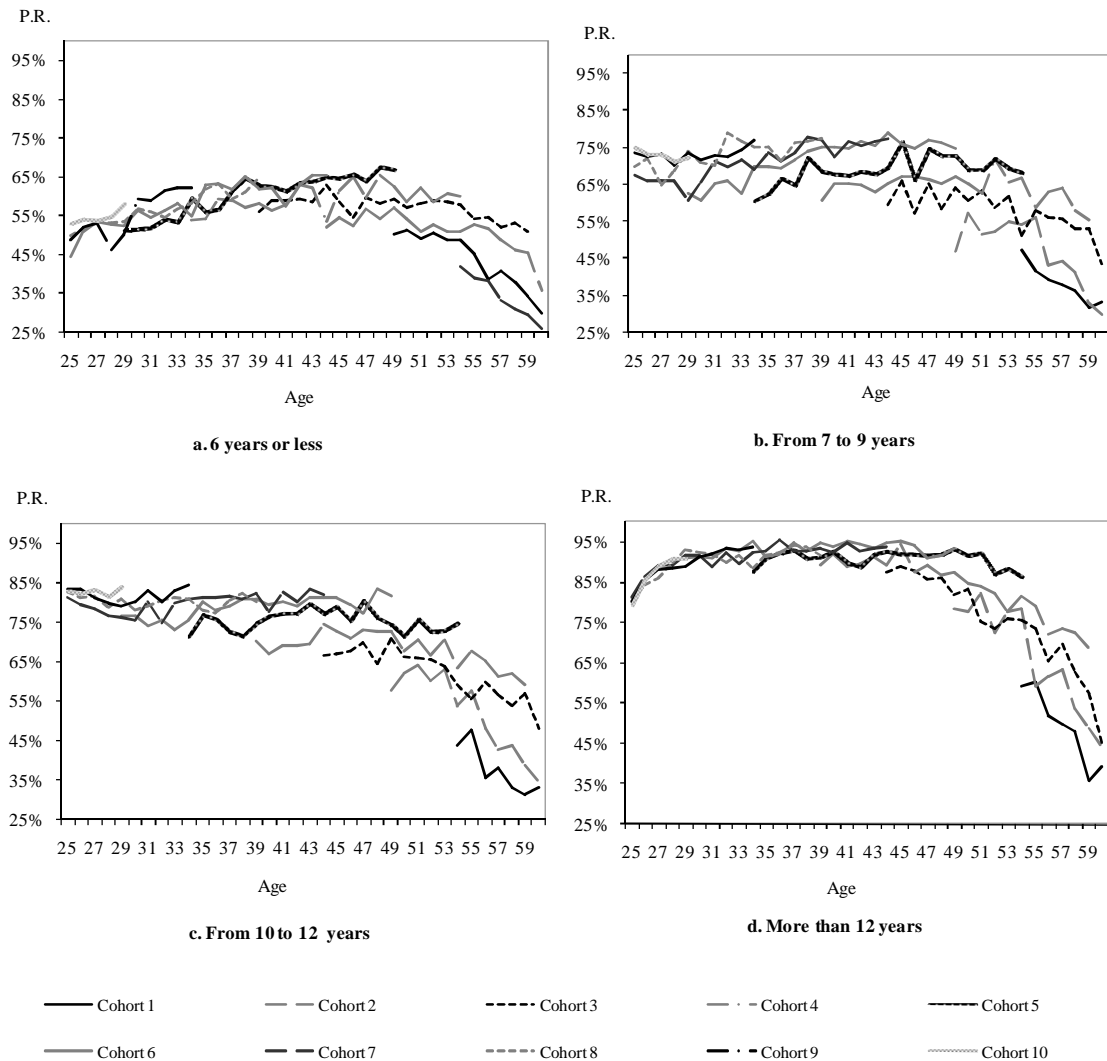 P.R.
95%
85%
75%
65%
55%
45%
35%
25%
25 27 29 31 33 35 37 39 41 43 45 47 49 51 53 55 57 59
Age
a. 6 years or less
P.R.
95%
85%
75%
65%
55%
45%
35%
25%
25 27 29 31 33 35 37 39 41 43 45 47 49 51 53 55 57 59
Age
b. From 7 to 9 years
P.R.
95%
85%
75%
65%
55%
45%
35%
25%
25 27 29 31 33 35 37 39 41 43 45 47 49 51 53 55 57 59
Age
c. From 10 to 12 years
P.R.
95%
85%
75%
65%
55%
45%
35%
25%
25 27 29 31 33 35 37 39 41 43 45 47 49 51 53 55 57 59
Age
d. More than 12 years
Cohort 1 Cohort 2 Cohort 3 Cohort 4 Cohort 5
Cohort 6 Cohort 7 Cohort 8 Cohort 9 Cohort 10